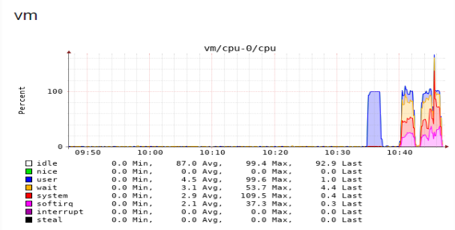 vm
vm/cpu-0/cpu
Percent
100
0
09:50 10:00 10:10 10:20 10:30 10:40
idle 0.0 Min, 87.0 Avg, 99.4 Max, 92.9 Last
nice 0.0 Min, 0.0 Avg, 0.0 Max, 0.0 Last
user 0.0 Min, 4.5 Avg, 99.6 Max, 1.0 Last
wait 0.0 Min, 3.1 Avg, 53.7 Max, 4.4 Last
system 0.0 Min, 2.9 Avg, 109.5 Max, 0.4 Last
softirq 0.0 Min, 2.1 Avg, 37.3 Max, 0.3 Last
interrupt 0.0 Min, 0.0 Avg, 0.0 Max, 0.0 Last
steal 0.0 Min, 0.0 Avg, 0.0 Max, 0.0 Last